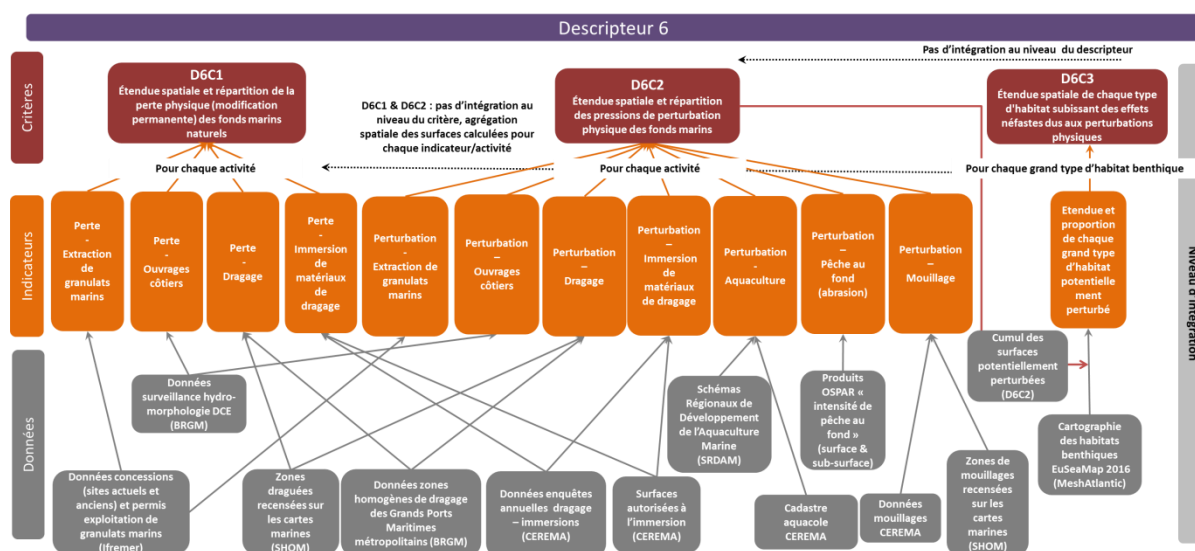 Descripteur 6
Pas d'intégration au niveau du descripteur
Critères
D6C1
Étendue spatiale et répartition de la
perte physique (modification
permanente) des fonds marins
naturels
D6C1 & D6C2 : pas d'intégration au
niveau du critère, agrégation
spatiale des surfaces calculées pour
chaque indicateur/activité
D6C2
Étendue spatiale et répartition
des pressions de perturbation
physique des fonds marins
D6C3
Étendue spatiale de chaque type
d'habitat subissant des effets
néfastes dus aux perturbations
physiques
Pour chaque activité
Pour chaque activité
Pour chaque grand type d'habitat benthique
Indicateurs
Perte
-
Extraction
de
granulats
marins
Perte
-
Ouvrages
côtiers
Perte
-
Dragage
Perte
-
Immersion
de
matériaux
de dragage
Perturbation
-
Extraction de
granulats
marins
Perturbation
–
Ouvrages
côtiers
Perturbation
–
Dragage
Perturbation
–
Immersion
de matériaux
de dragage
Perturbation
–
Aquaculture
Perturbation
–
Pêche au
fond
(abrasion)
Perturbation
–
Mouillage
Etendue et
proportion
de chaque
grand type
d'habitat
potentielle
ment
perturbé
Niveau d'intégration
Données
Données
surveillance hydro-
morphologie DCE
(BRGM)
Schémas
Régionaux de
Développement
de l'Aquaculture
Marine
(SRDAM)
Produits
OSPAR «
intensité de
pêche au
fond »
(surface &
sub-surface)
Cumul des
surfaces
potentiellement
perturbées
(D6C2)
Données concessions
(sites actuels et
anciens) et permis
exploitation de
granulats marins
(Ifremer)
Zones
draguées
recensées sur
les cartes
marines
(SHOM)
Données zones
homogènes de dragage
des Grands Ports
Maritimes
métropolitains (BRGM)
Données enquêtes
annuelles dragage
– immersions
(CEREMA)
Surfaces
autorisées à
l'immersion
(CEREMA)
Cadastre
aquacole
CEREMA
Données
mouillages
CEREMA
Zones de
mouillages
recensées
sur les
cartes
marines
(SHOM)
Cartographie
des habitats
benthiques
EuSeaMap 2016
(MeshAtlantic)